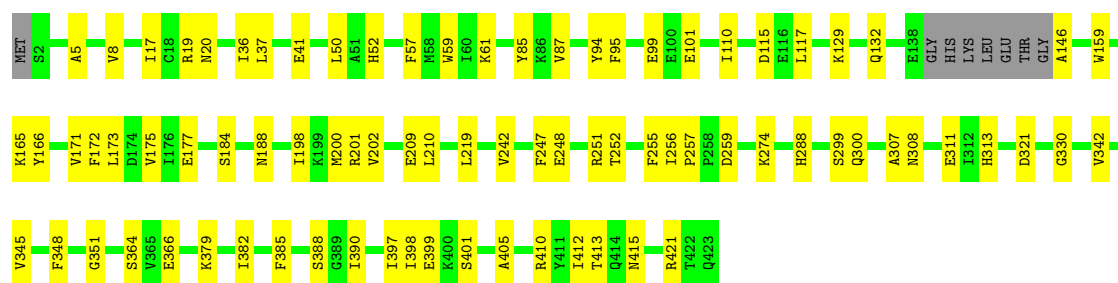 MET S2 A5 V8 I17 C18 R19 N20 I36 L37 E41 L50 A51 H52 F57 M58 W59 I60 K61 Y85 K86 V87 Y94 F95 E99 E100 E101 I110 D115 E116 L117 K129 Q132 E138 GLY HIS LYS LEU GLU THR GLY A146 W159
K165 Y166 V171 F172 L173 D174 V175 I176 E177 S184 N188 I198 K199 M200 R201 V202 E209 L210 L219 V242 F247 E248 R251 T252 F255 I256 P257 P258 D259 K274 H288 S299 Q300 A307 N308 E311 I312 H313 D321 G330 V342
V345 F348 G351 S364 V365 E366 K379 I382 F385 S388 G389 I390 I397 I398 E399 K400 S401 A405 R410 Y411 I412 T413 Q414 N415 R421 T422 Q423